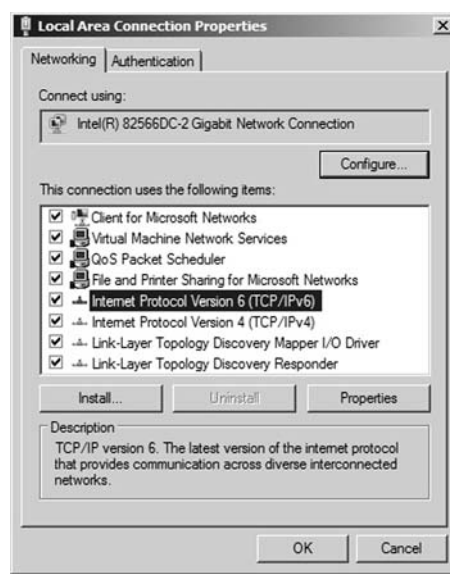 Local Area Connection Properties
Networking
Authentication
Connect using:
Intel(R) 82566DC-2 Gigabit Network Connection
Configure...
This connection uses the following items:
Client for Microsoft Networks
Virtual Machine Network Services
QoS Packet Scheduler
File and Printer Sharing for Microsoft Networks
Internet Protocol Version 6 (TCP/IPv6)
Internet Protocol Version 4 (TCP/IPv4)
Link-Layer Topology Discovery Mapper I/O Driver
Link-Layer Topology Discovery Responder
Install...
Uninstall
Properties
Description
TCP/IP version 6. The latest version of the internet protocol
that provides communication across diverse interconnected
networks.
OK
Cancel